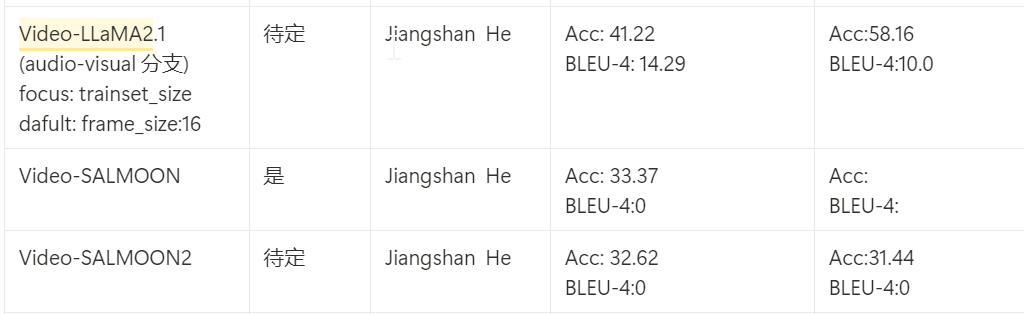 Video-LLaMA2.1 待定 Jiangshan He Acc: 41.22 Acc:58.16
(audio-visual 分支) BLEU-4: 14.29 BLEU-4:10.0
focus: trainset_size
dafult: frame_size:16
Video-SALMOON 是 Jiangshan He Acc: 33.37 Acc:
BLEU-4:0 BLEU-4:
Video-SALMOON2 待定 Jiangshan He Acc: 32.62 Acc:31.44
BLEU-4:0 BLEU-4:0